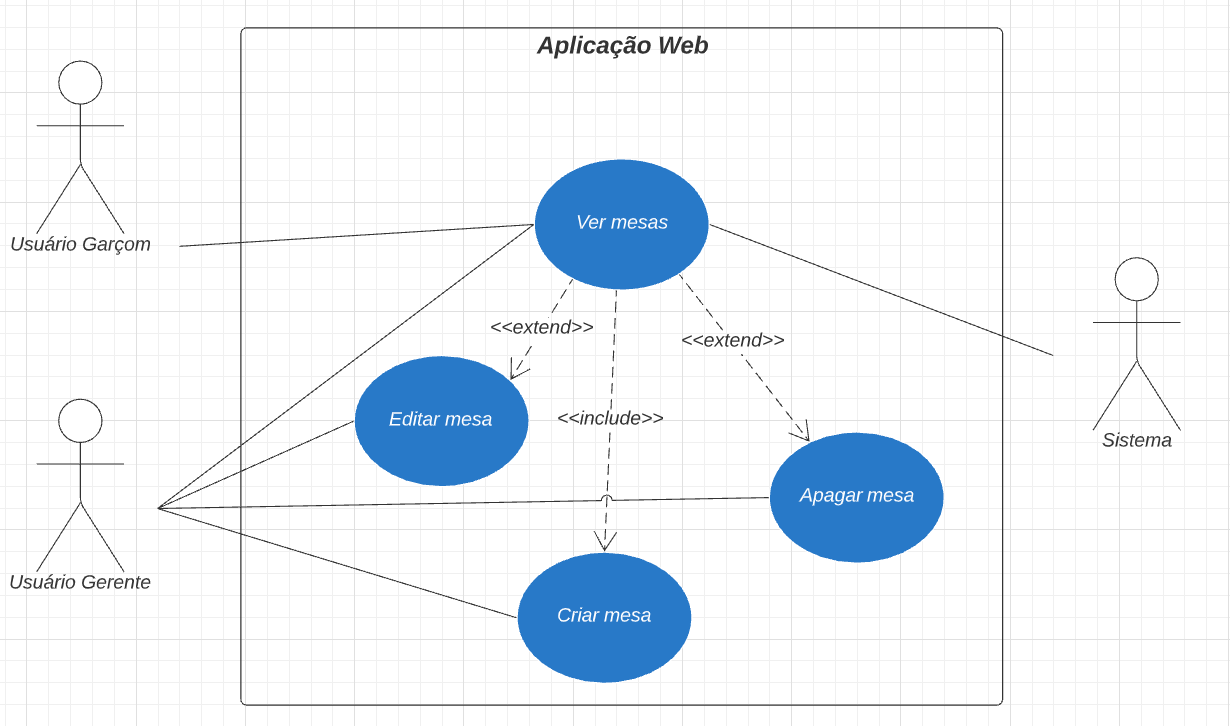 Aplicação Web
Usuário Garçom
Ver mesas
<<extend>>
<<extend>>
Editar mesa
<<include>>
Sistema
Apagar mesa
Usuário Gerente
Criar mesa